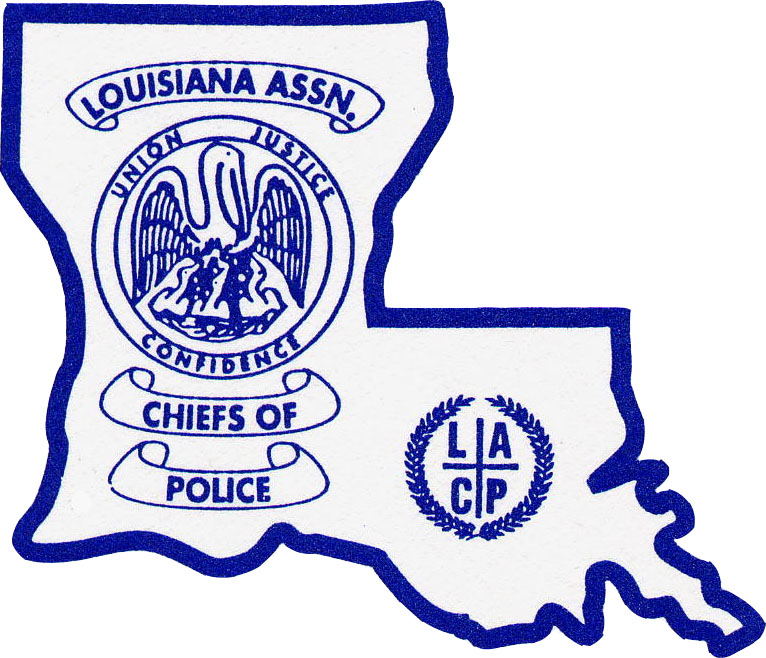 LOUISIANA ASSN.
UNION JUSTICE
CONFIDENCE
CHIEFS OF
POLICE
L A
C P